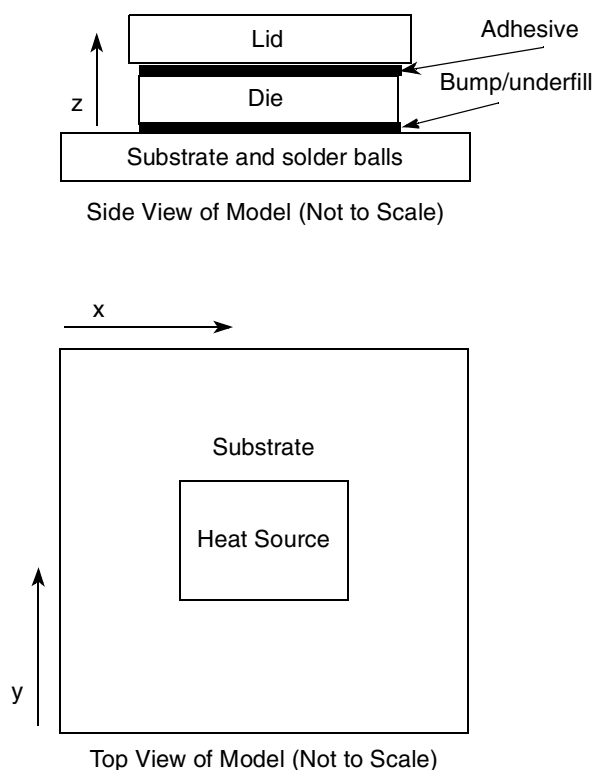 Lid
Adhesive
z
Die
Bump/underfill
Substrate and solder balls
Side View of Model (Not to Scale)
x
Substrate
Heat Source
y
Top View of Model (Not to Scale)